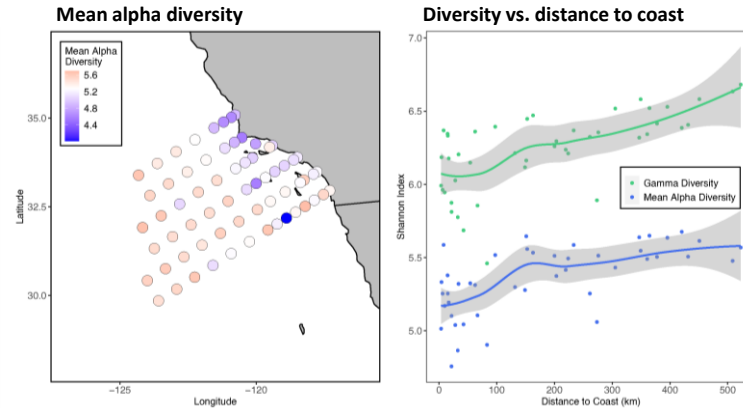 Mean alpha diversity
Mean Alpha
Diversity
5.6
5.2
4.8
4.4
35.0
32.5
30.0
Latitude
−125
−120
Longitude
Diversity vs. distance to coast
7.0
6.5
6.0
5.5
5.0
Shannon Index
Gamma Diversity
Mean Alpha Diversity
0
100
200
300
400
500
Distance to Coast (km)